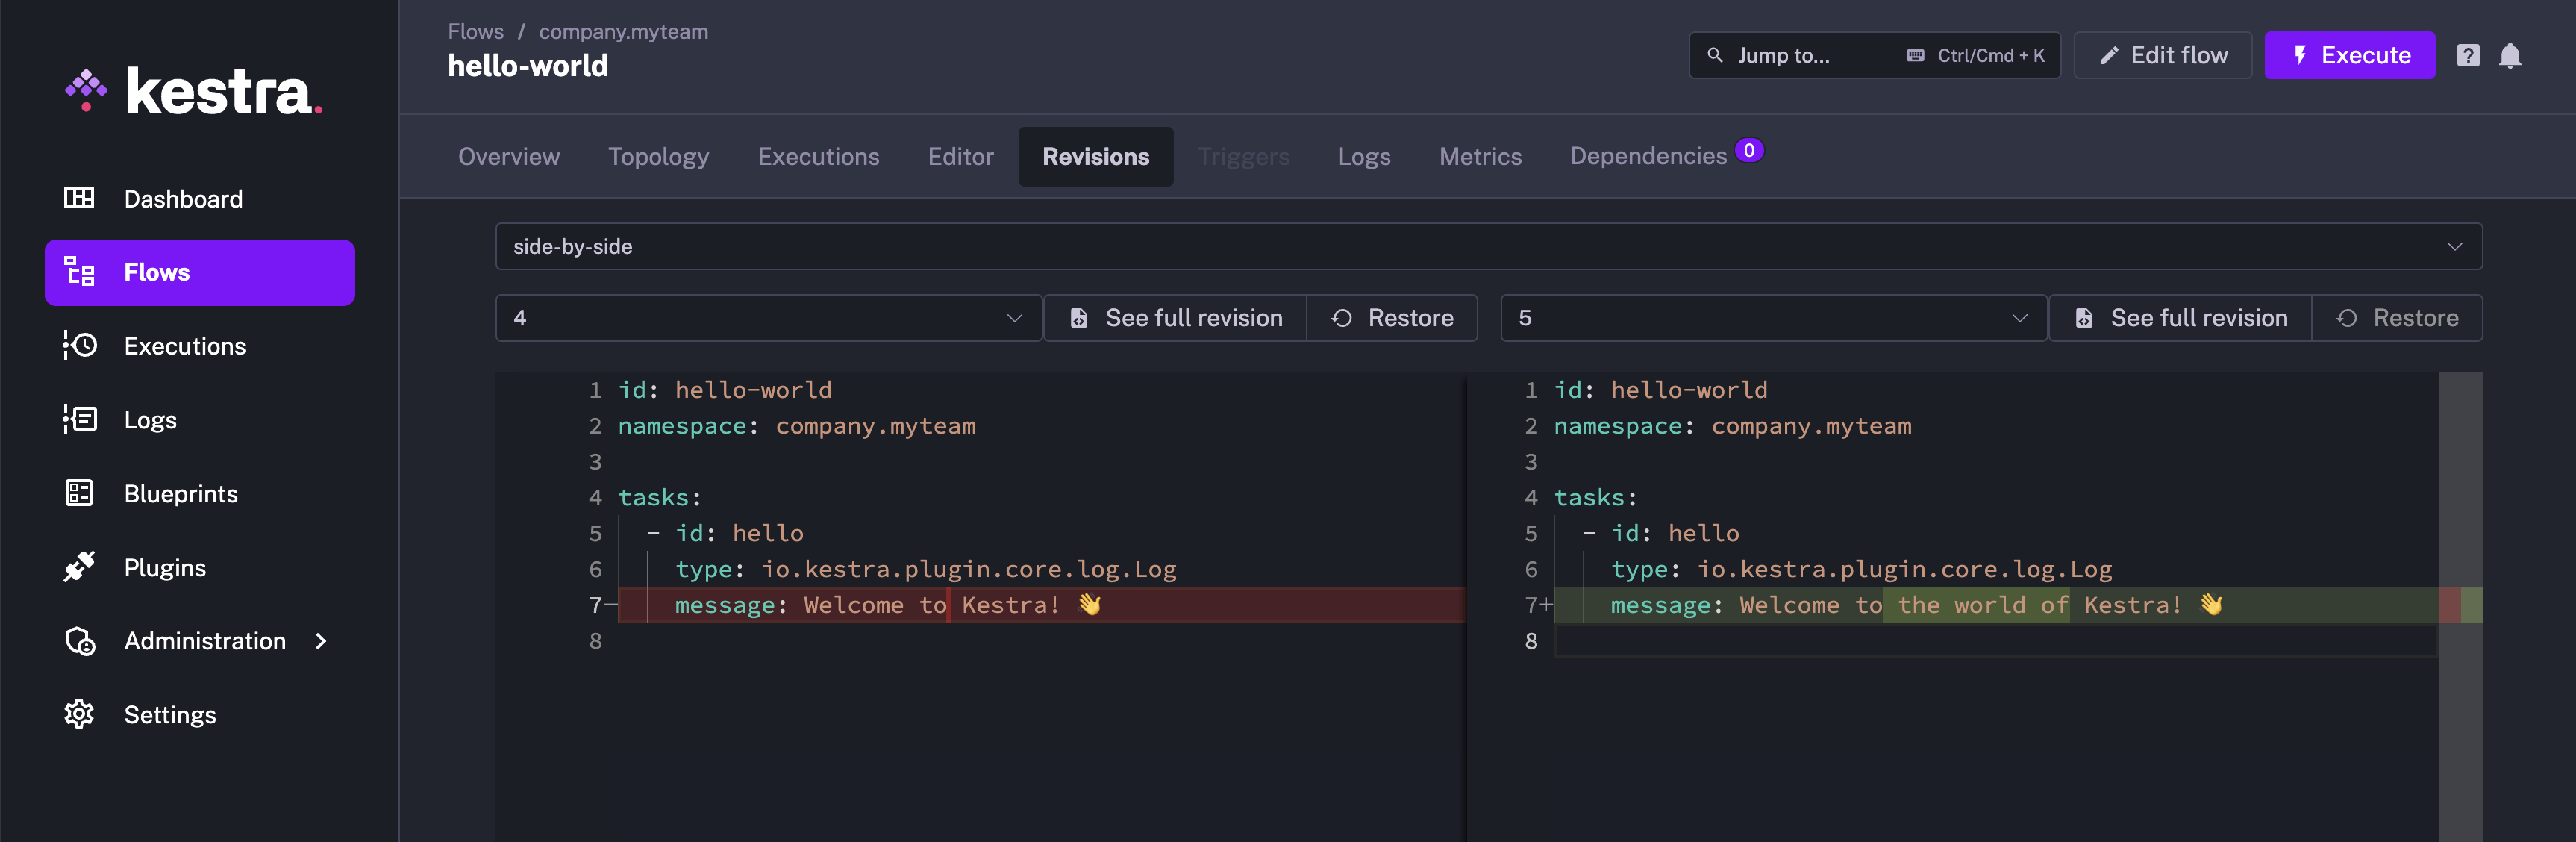 kestra.
Dashboard
Flows
Executions
Logs
Blueprints
Plugins
Administration
Settings
Flows / company.myteam
hello-world
Jump to... Ctrl/Cmd + K
Edit flow
Execute
?
Overview Topology Executions Editor Revisions Triggers Logs Metrics Dependencies 0
side-by-side
4 See full revision Restore
5 See full revision Restore
1 id: hello-world
2 namespace: company.myteam
3
4 tasks:
5 - id: hello
6 type: io.kestra.plugin.core.log.Log
7- message: Welcome to Kestra! 👋
8
1 id: hello-world
2 namespace: company.myteam
3
4 tasks:
5 - id: hello
6 type: io.kestra.plugin.core.log.Log
7+ message: Welcome to the world of Kestra! 👋
8